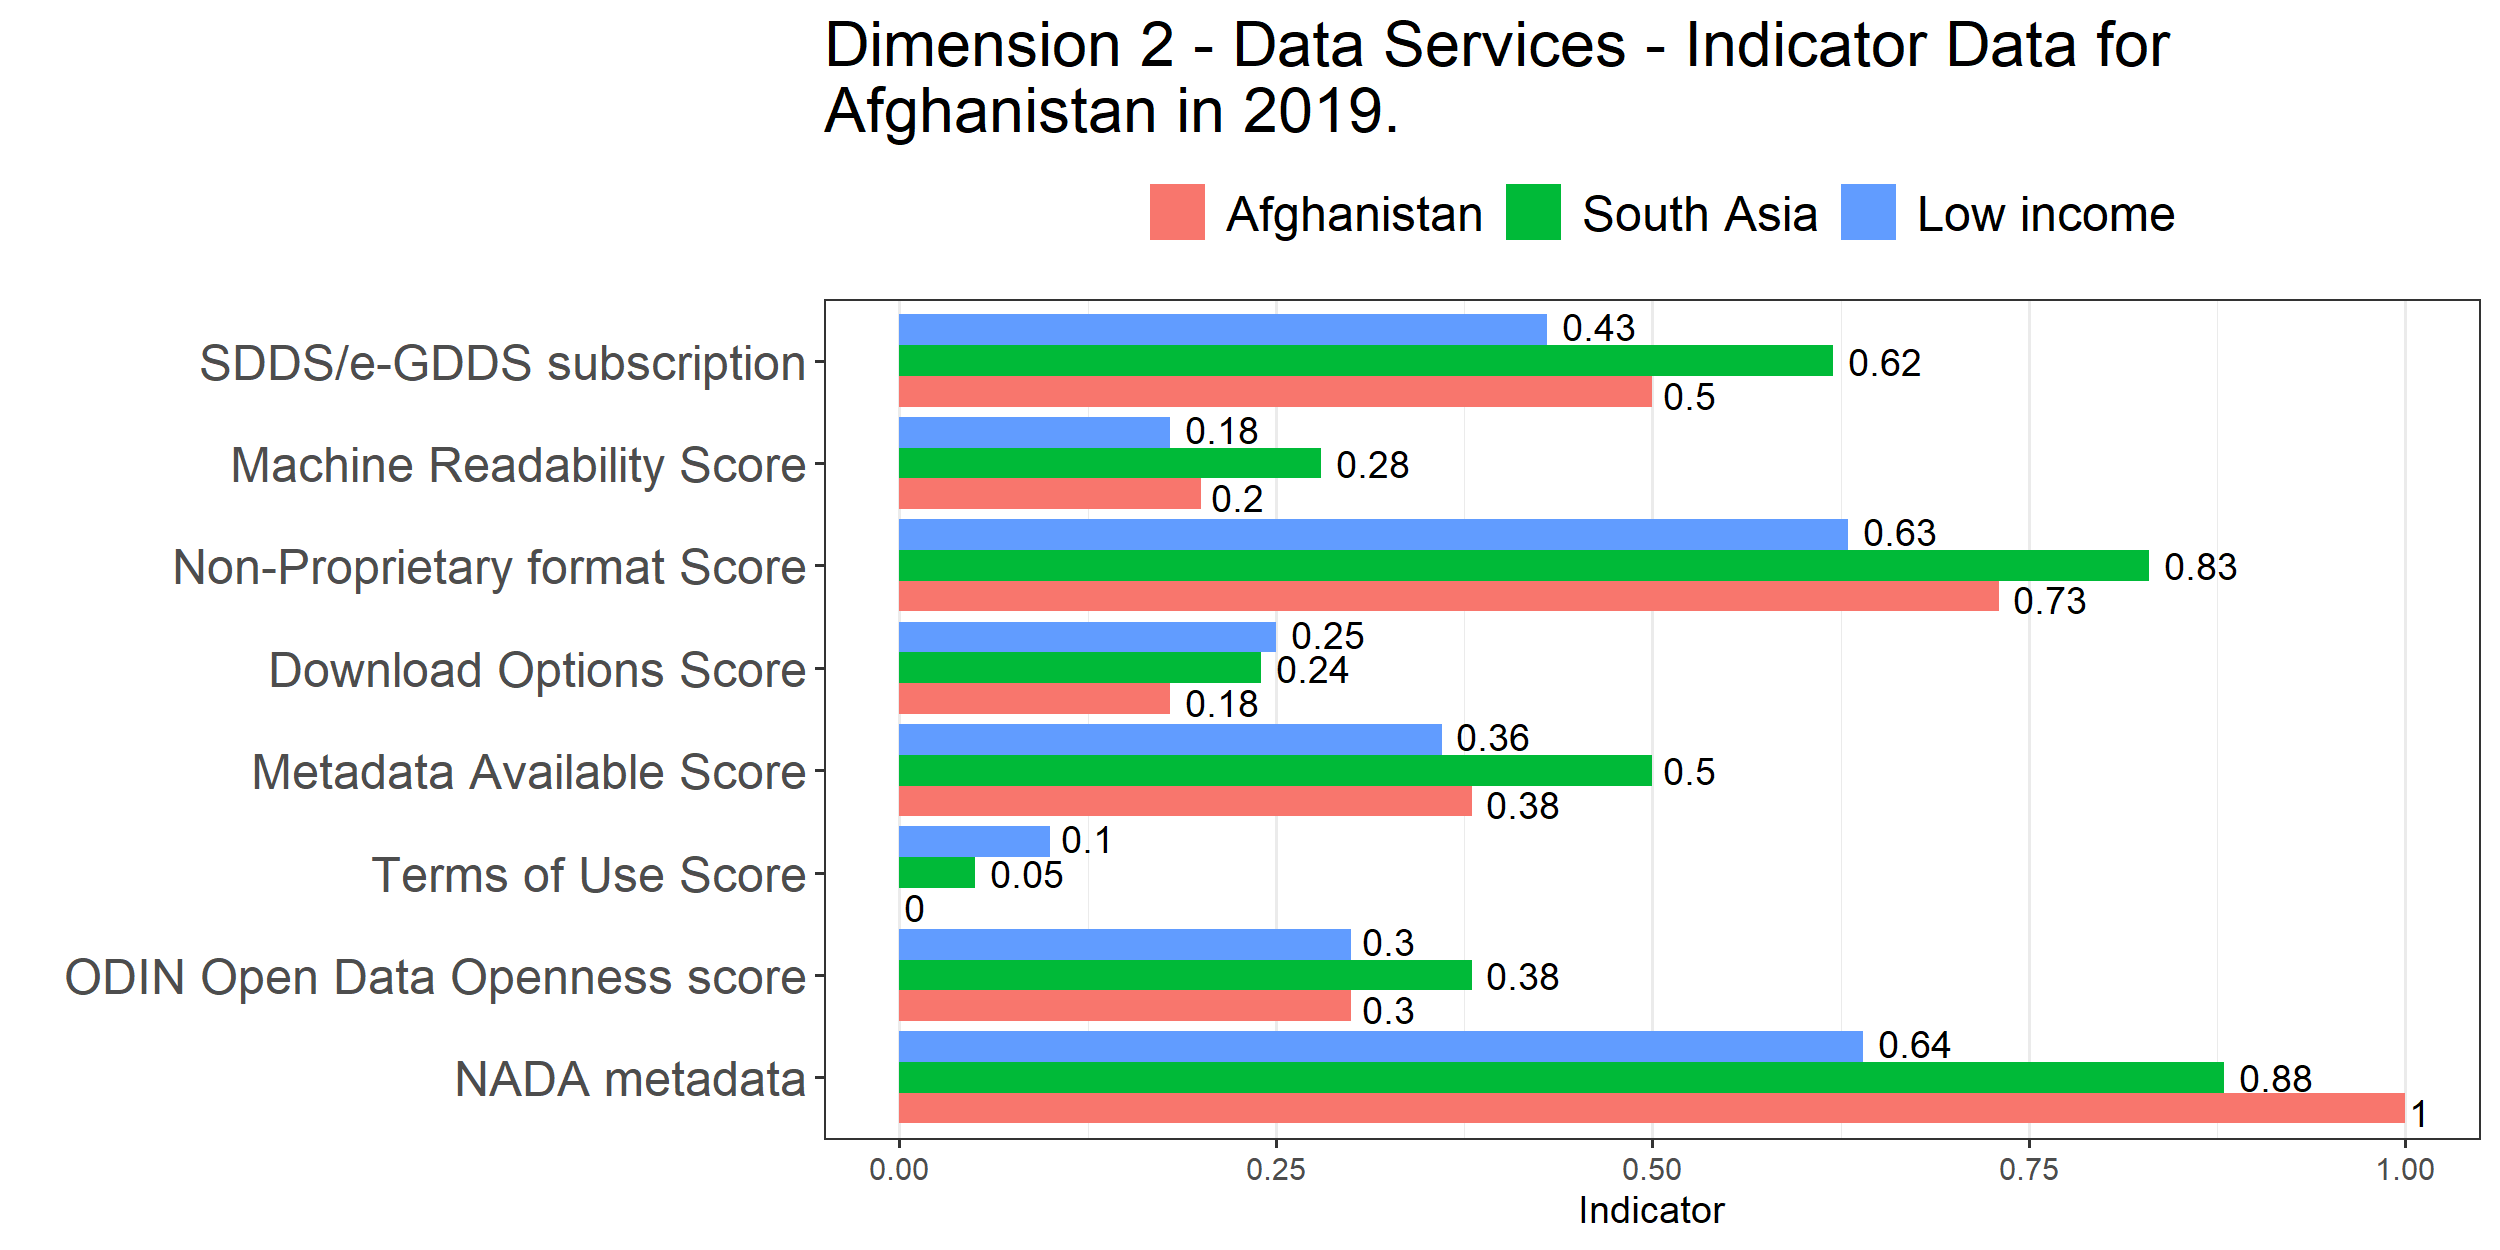 Dimension 2 - Data Services - Indicator Data for
Afghanistan in 2019.
Afghanistan South Asia Low income
SDDS/e-GDDS subscription
0.43
0.62
0.5
Machine Readability Score
0.18
0.28
0.2
Non-Proprietary format Score
0.63
0.83
0.73
Download Options Score
0.25
0.24
0.18
Metadata Available Score
0.36
0.5
0.38
Terms of Use Score
0.1
0.05
0
ODIN Open Data Openness score
0.3
0.38
0.3
NADA metadata
0.64
0.88
1
0.00 0.25 0.50 0.75 1.00
Indicator